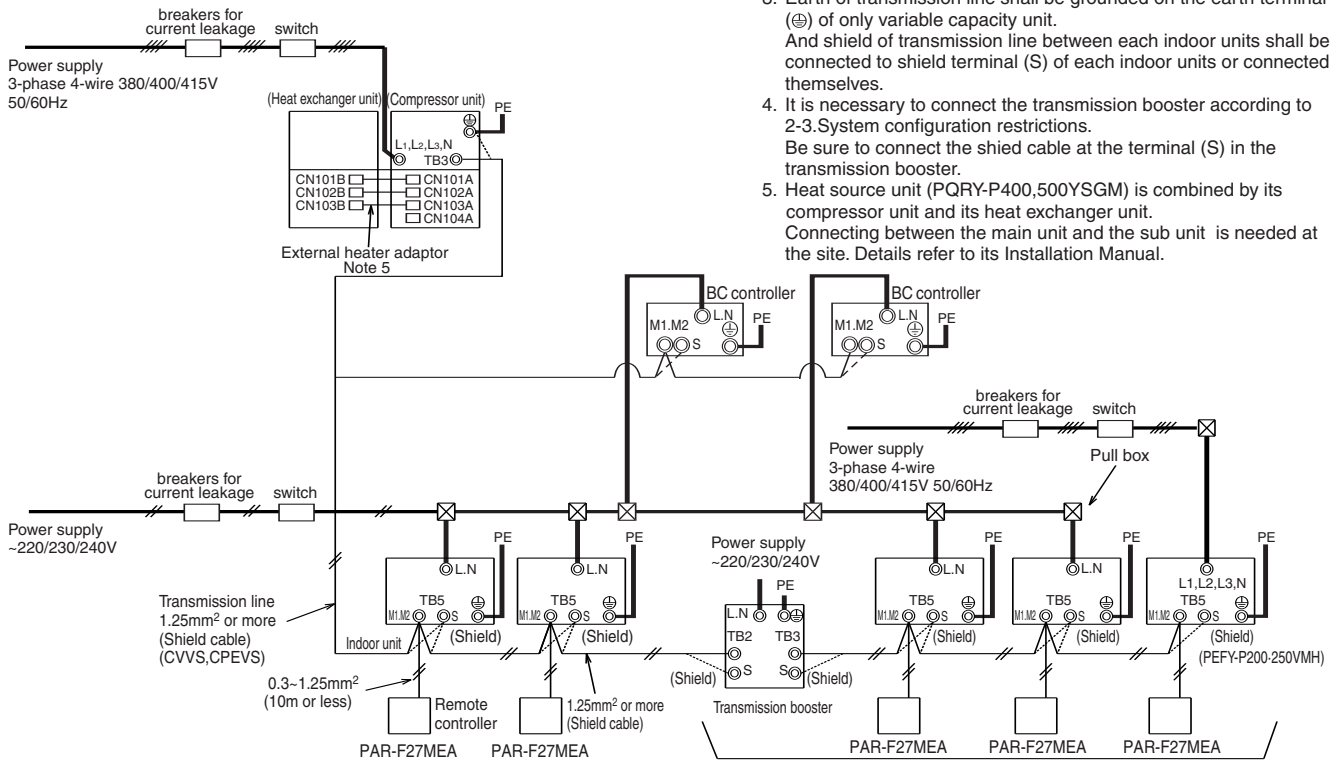 3. Earth of transmission line shall be grounded on the earth terminal
(⏚) of only variable capacity unit.
And shield of transmission line between each indoor units shall be
connected to shield terminal (S) of each indoor units or connected
themselves.
4. It is necessary to connect the transmission booster according to
2-3.System configuration restrictions.
Be sure to connect the shied cable at the terminal (S) in the
transmission booster.
5. Heat source unit (PQRY-P400,500YSGM) is combined by its
compressor unit and its heat exchanger unit.
Connecting between the main unit and the sub unit is needed at
the site. Details refer to its Installation Manual.
breakers for
current leakage
switch
Power supply
3-phase 4-wire 380/400/415V
50/60Hz
(Heat exchanger unit)
(Compressor unit)
PE
L1,L2,L3,N
TB3
CN101B
CN101A
CN102B
CN102A
CN103B
CN103A
CN104A
External heater adaptor
Note 5
BC controller
L.N
PE
M1.M2
S
BC controller
L.N
PE
M1.M2
S
breakers for
current leakage
switch
Power supply
3-phase 4-wire
380/400/415V 50/60Hz
Pull box
breakers for
current leakage
switch
Power supply
~220/230/240V
PE
L.N
TB5
M1.M2
S
(Shield)
PE
L.N
TB5
M1.M2
S
(Shield)
Power supply
~220/230/240V
PE
L.N
TB2
TB3
S
S
(Shield)
(Shield)
Transmission booster
PE
L.N
TB5
M1.M2
S
(Shield)
PE
L.N
TB5
M1.M2
S
(Shield)
PE
L1,L2,L3,N
TB5
M1.M2
S
(Shield)
(PEFY-P200·250VMH)
Transmission line
1.25mm² or more
(Shield cable)
(CVVS,CPEVS)
Indoor unit
0.3~1.25mm²
(10m or less)
Remote
controller
1.25mm² or more
(Shield cable)
PAR-F27MEA
PAR-F27MEA
PAR-F27MEA
PAR-F27MEA
PAR-F27MEA